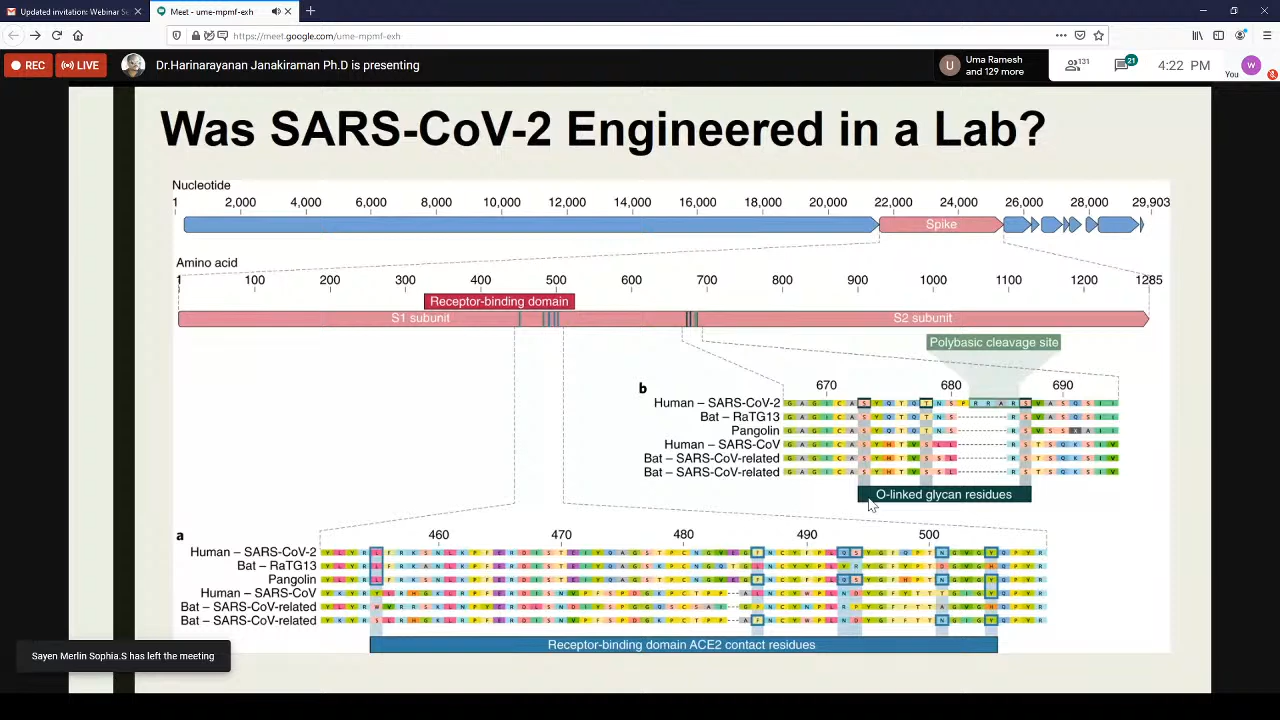 Updated invitation: Webinar Se
Meet - ume-mpmf-exh
https://meet.google.com/ume-mpmf-exh
REC
LIVE
Dr.Harinarayanan Janakiraman Ph.D is presenting
U
Uma Ramesh
and 129 more
131
21
4:22 PM
You
W
Was SARS-CoV-2 Engineered in a Lab?
Nucleotide
1 2,000 4,000 6,000 8,000 10,000 12,000 14,000 16,000 18,000 20,000 22,000 24,000 26,000 28,000 29,903
Spike
Amino acid
1 100 200 300 400 500 600 700 800 900 1000 1100 1200 1285
Receptor-binding domain
S1 subunit
S2 subunit
Polybasic cleavage site
b
670 680 690
Human – SARS-CoV-2
Bat – RaTG13
Pangolin
Human – SARS-CoV
Bat – SARS-CoV-related
Bat – SARS-CoV-related
O-linked glycan residues
a
460 470 480 490 500
Human – SARS-CoV-2
Bat – RaTG13
Pangolin
Human – SARS-CoV
Bat – SARS-CoV-related
Bat – SARS-CoV-related
Receptor-binding domain ACE2 contact residues
Sayen Merlin Sophia.S has left the meeting